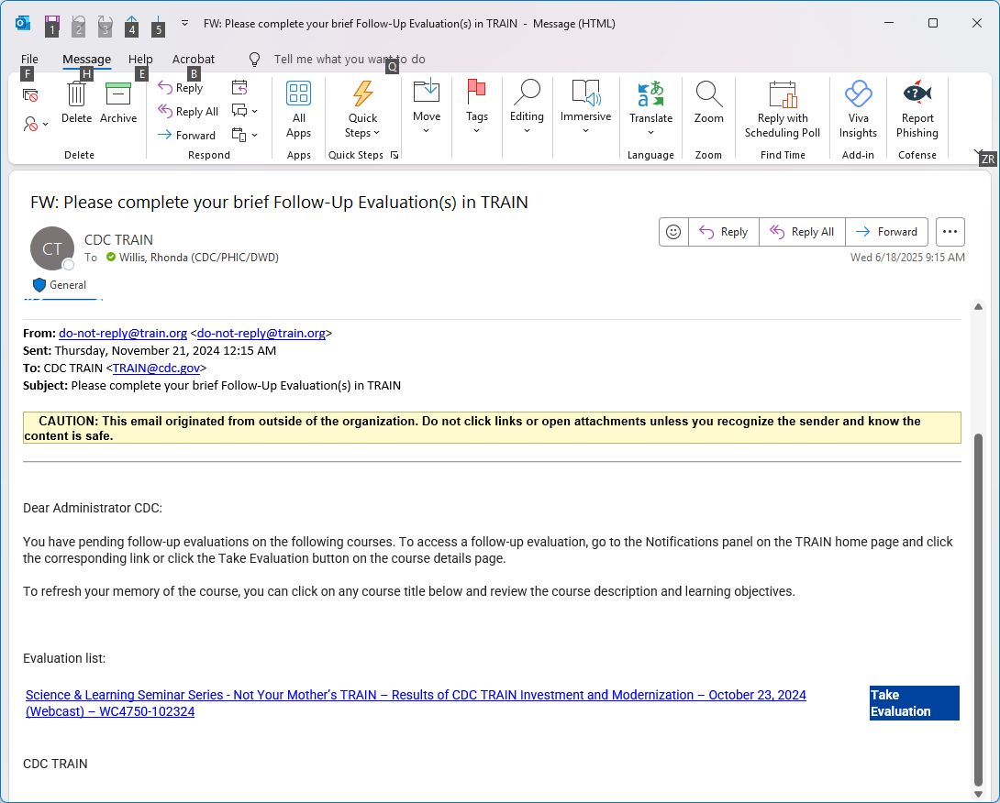 1
2
3
4
5
FW: Please complete your brief Follow-Up Evaluation(s) in TRAIN - Message (HTML)
File
Message
Help
Acrobat
Tell me what you want to do
F
H
E
B
Q
Delete
Archive
Delete
Reply
Reply All
Forward
Respond
All
Apps
Apps
Quick
Steps
Quick Steps
Move
Tags
Editing
Immersive
Translate
Language
Zoom
Zoom
Reply with
Scheduling Poll
Find Time
Viva
Insights
Add-in
Report
Phishing
Cofense
ZR
FW: Please complete your brief Follow-Up Evaluation(s) in TRAIN
CT
CDC TRAIN
To Willis, Rhonda (CDC/PHIC/DWD)
Reply
Reply All
Forward
Wed 6/18/2025 9:15 AM
General
From: do-not-reply@train.org <do-not-reply@train.org>
Sent: Thursday, November 21, 2024 12:15 AM
To: CDC TRAIN <TRAIN@cdc.gov>
Subject: Please complete your brief Follow-Up Evaluation(s) in TRAIN
CAUTION: This email originated from outside of the organization. Do not click links or open attachments unless you recognize the sender and know the
content is safe.
Dear Administrator CDC:
You have pending follow-up evaluations on the following courses. To access a follow-up evaluation, go to the Notifications panel on the TRAIN home page and click
the corresponding link or click the Take Evaluation button on the course details page.
To refresh your memory of the course, you can click on any course title below and review the course description and learning objectives.
Evaluation list:
Science & Learning Seminar Series - Not Your Mother’s TRAIN – Results of CDC TRAIN Investment and Modernization – October 23, 2024
(Webcast) – WC4750-102324
Take
Evaluation
CDC TRAIN